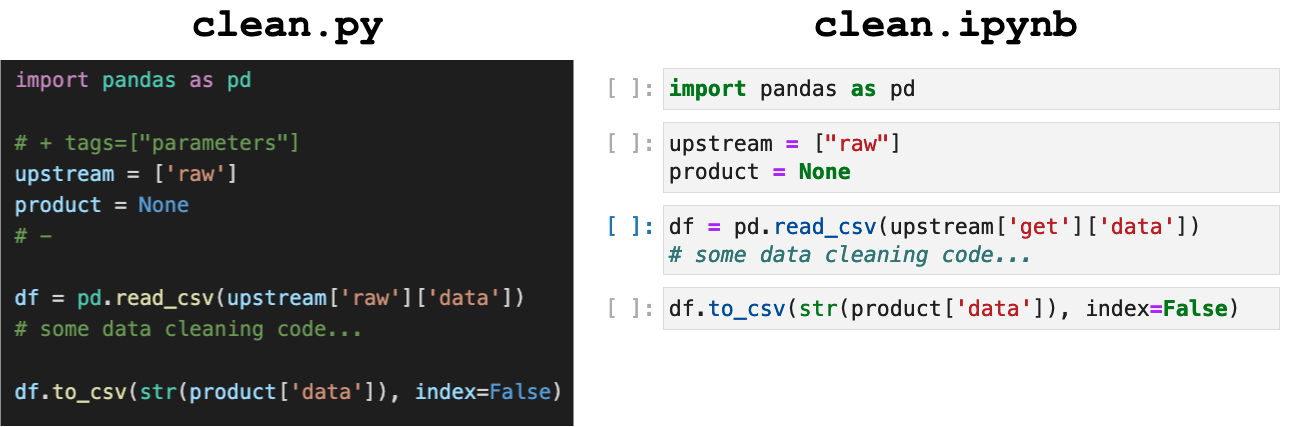 clean.py
import pandas as pd
# + tags=["parameters"]
upstream = ['raw']
product = None
# -
df = pd.read_csv(upstream['raw']['data'])
# some data cleaning code...
df.to_csv(str(product['data']), index=False)
clean.ipynb
[ ]: import pandas as pd
[ ]: upstream = ["raw"]
product = None
[ ]: df = pd.read_csv(upstream['get']['data'])
# some data cleaning code...
[ ]: df.to_csv(str(product['data']), index=False)